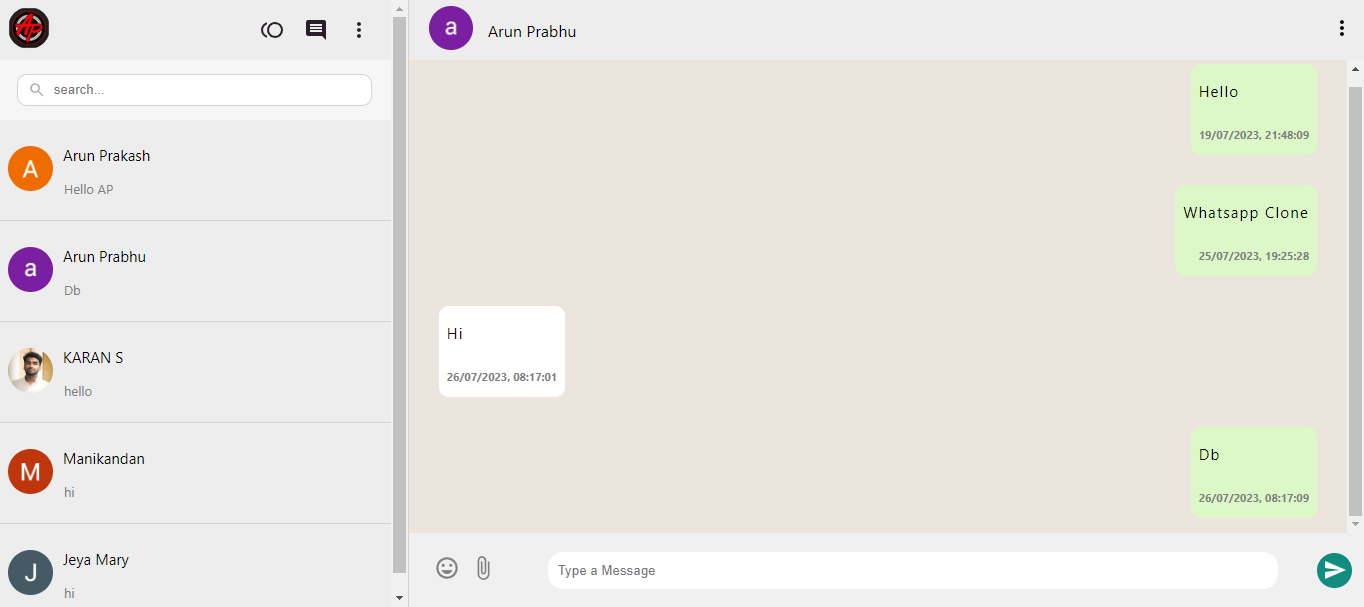 AP
search...
A
Arun Prakash
Hello AP
a
Arun Prabhu
Db
KARAN S
hello
M
Manikandan
hi
J
Jeya Mary
hi
a
Arun Prabhu
Hello
19/07/2023, 21:48:09
Whatsapp Clone
25/07/2023, 19:25:28
Hi
26/07/2023, 08:17:01
Db
26/07/2023, 08:17:09
Type a Message